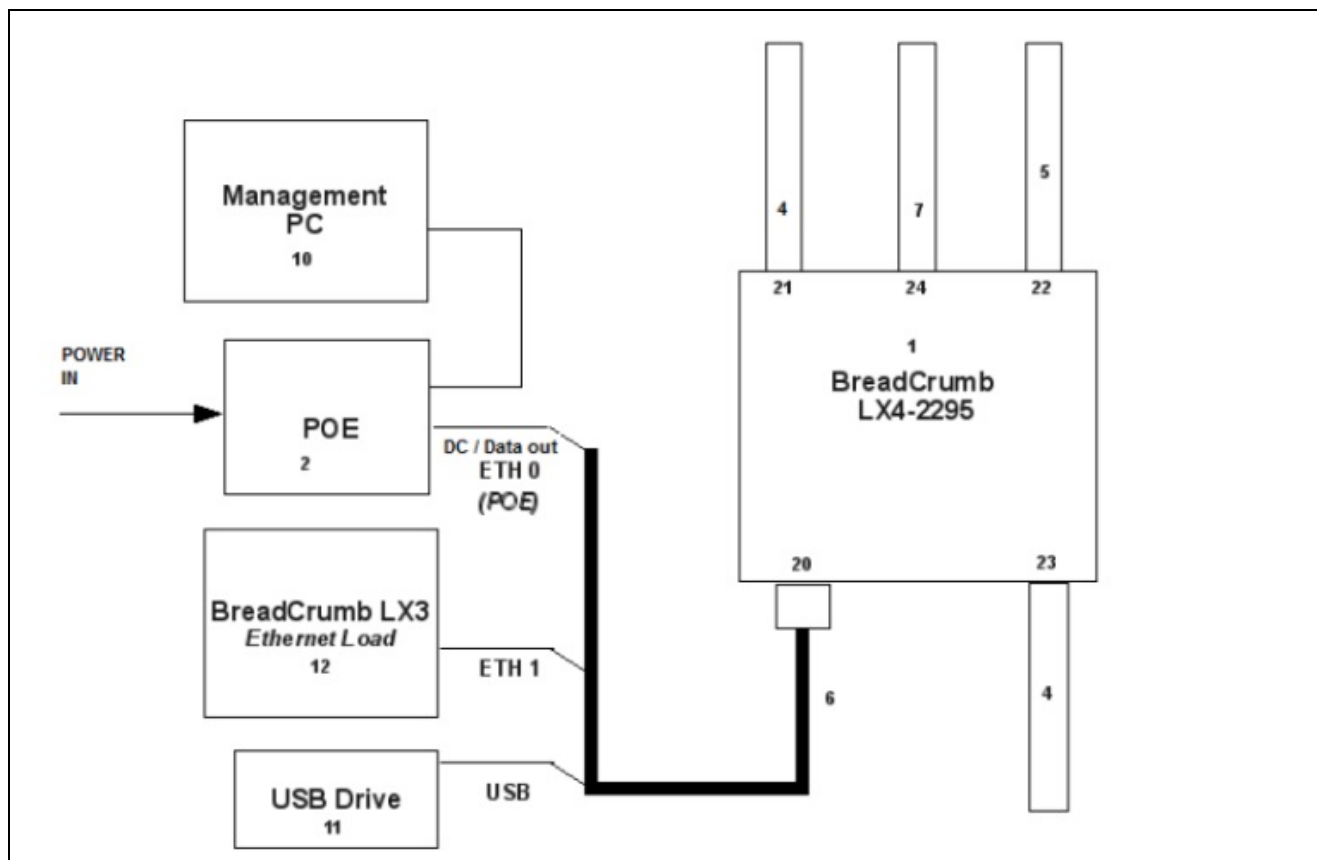 4
7
5
21
24
22
1
BreadCrumb
LX4-2295
20
23
6
4
Management
PC
10
POWER
IN
POE
2
DC / Data out
ETH 0
(POE)
BreadCrumb LX3
Ethernet Load
12
ETH 1
USB Drive
11
USB